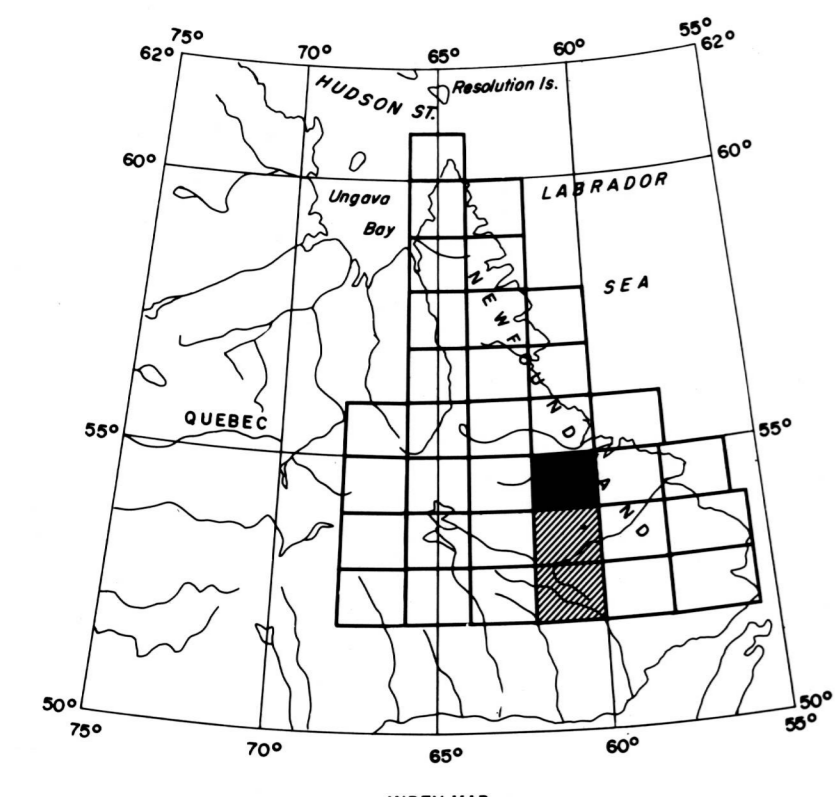 75°
62°
70°
65°
60°
55°
62°
HUDSON ST.
Resolution Is.
60°
60°
Ungava
Bay
LABRADOR
SEA
NEWFOUNDLAND
QUEBEC
55°
55°
50°
75°
70°
65°
60°
50°
55°